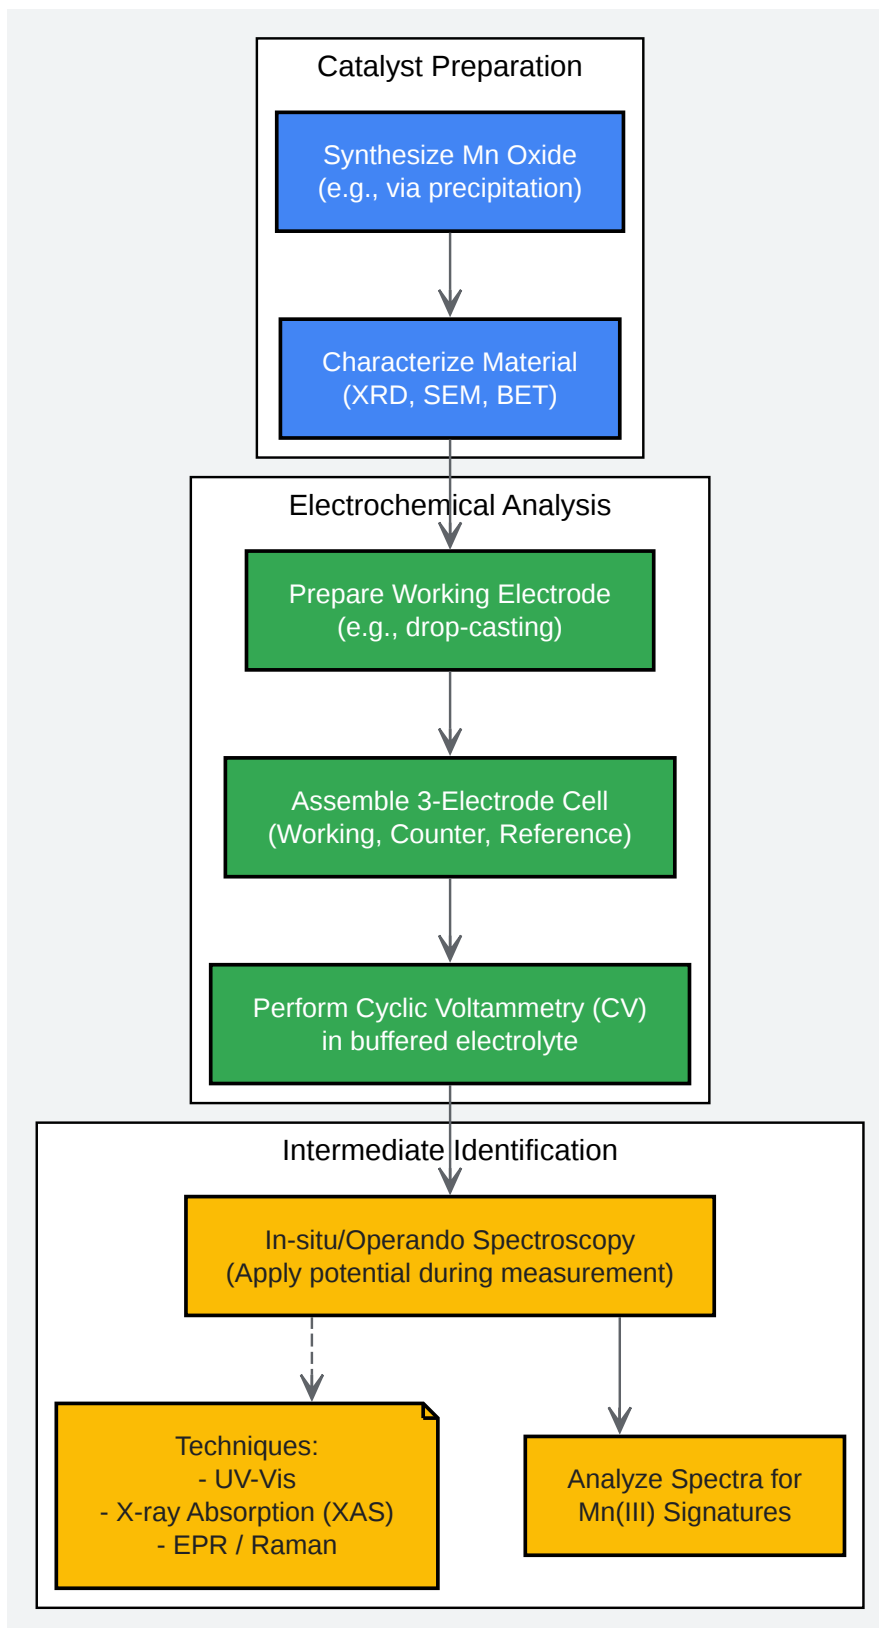 Catalyst Preparation
Synthesize Mn Oxide
(e.g., via precipitation)
Characterize Material
(XRD, SEM, BET)
Electrochemical Analysis
Prepare Working Electrode
(e.g., drop-casting)
Assemble 3-Electrode Cell
(Working, Counter, Reference)
Perform Cyclic Voltammetry (CV)
in buffered electrolyte
Intermediate Identification
In-situ/Operando Spectroscopy
(Apply potential during measurement)
Techniques:
- UV-Vis
- X-ray Absorption (XAS)
- EPR / Raman
Analyze Spectra for
Mn(III) Signatures